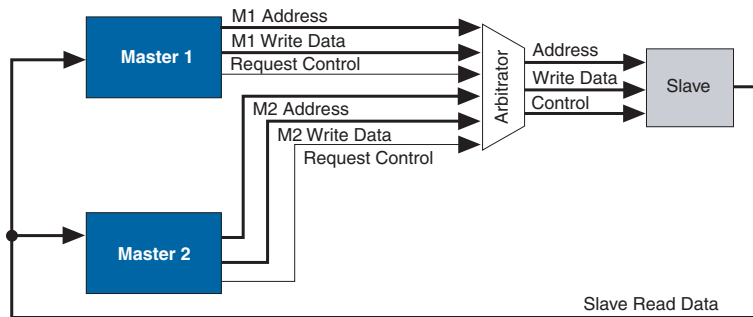 M1 Address
M1 Write Data
Request Control
Master 1
M2 Address
M2 Write Data
Request Control
Arbitrator
Address
Write Data
Control
Slave
Master 2
Slave Read Data